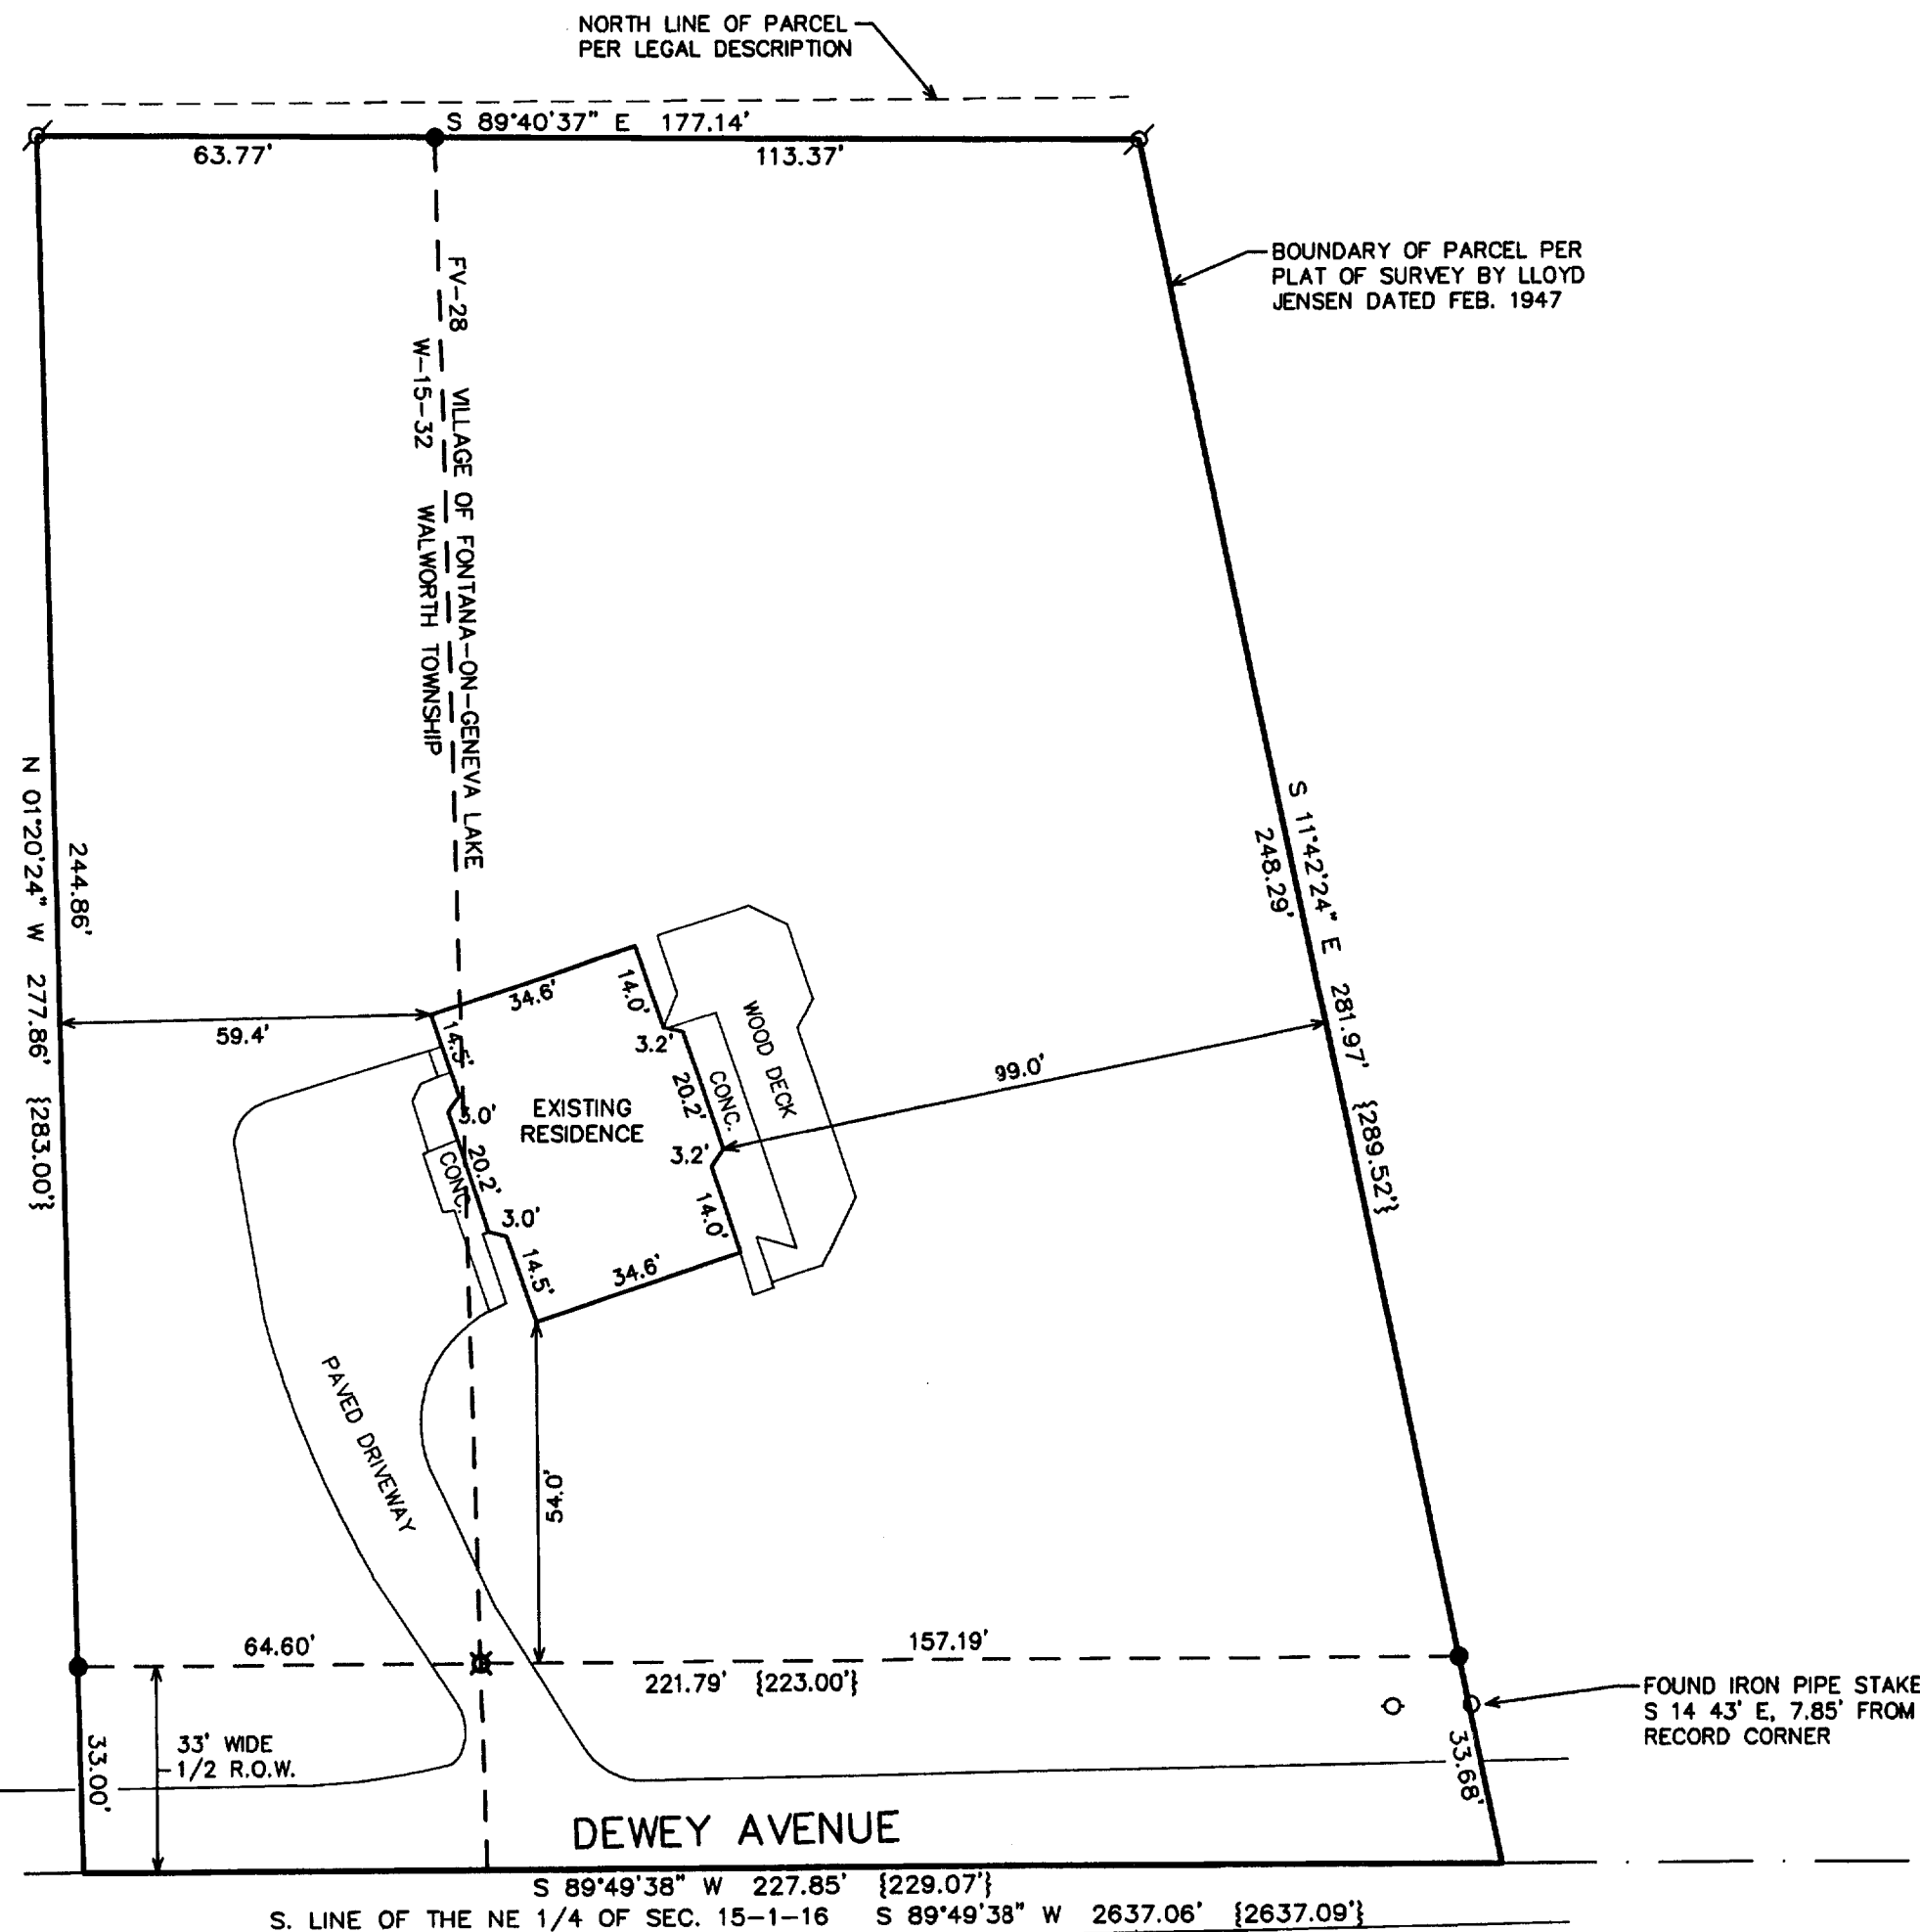 NORTH LINE OF PARCEL
PER LEGAL DESCRIPTION
S 89°40'37" E 177.14'
63.77'
113.37'
BOUNDARY OF PARCEL PER
PLAT OF SURVEY BY LLOYD
JENSEN DATED FEB. 1947
FV-28 VILLAGE OF FONTANA-ON-GENEVA LAKE
W-15-32 WALWORTH TOWNSHIP
N 01°20'24" W 277.86' {283.00'}
244.86'
S 11°42'24" E 281.97' {289.52'}
248.29'
59.4'
34.6'
14.0'
3.2'
20.2'
3.2'
14.0'
34.6'
14.5'
3.0'
20.2'
3.0'
14.5'
EXISTING
RESIDENCE
CONC.
CONC.
WOOD DECK
99.0'
PAVED DRIVEWAY
54.0'
64.60'
157.19'
221.79' {223.00'}
FOUND IRON PIPE STAKE
S 14 43' E, 7.85' FROM
RECORD CORNER
33.00'
33' WIDE
1/2 R.O.W.
33.68'
DEWEY AVENUE
S 89°49'38" W 227.85' {229.07'}
S. LINE OF THE NE 1/4 OF SEC. 15-1-16 S 89°49'38" W 2637.06' {2637.09'}